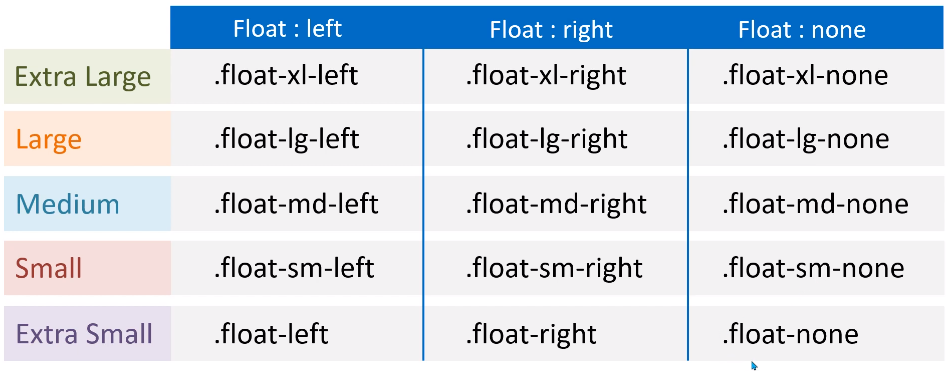 Float : left Float : right Float : none
Extra Large .float-xl-left .float-xl-right .float-xl-none
Large .float-lg-left .float-lg-right .float-lg-none
Medium .float-md-left .float-md-right .float-md-none
Small .float-sm-left .float-sm-right .float-sm-none
Extra Small .float-left .float-right .float-none